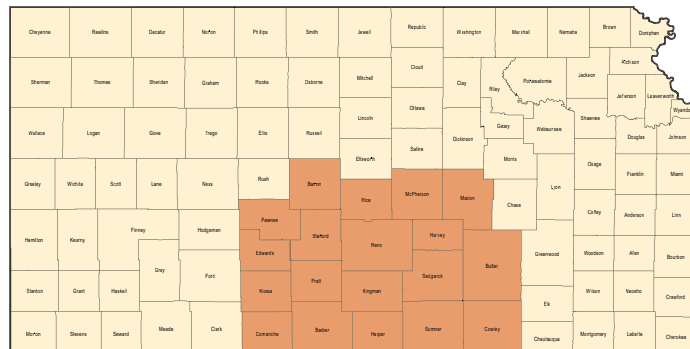 Cheyenne Rawlins Decatur Norton Phillips Smith Jewell Republic Washington Marshall Nemaha Brown Doniphan
Atchison
Sherman Thomas Sheridan Graham Rooks Osborne Mitchell Cloud Clay Riley Pottawatomie Jackson
Jefferson Leavenworth
Wyando
Wallace Logan Gove Trego Ellis Russell Lincoln Ottawa Geary Wabaunsee Shawnee
Dickinson Douglas Johnson
Ellsworth Saline Morris
Osage
Greeley Wichita Scott Lane Ness Rush Barton Rice McPherson Marion Chase Lyon Franklin Miami
Coffey Anderson Linn
Hamilton Kearny Finney Hodgeman Pawnee Stafford Reno Harvey
Gray Ford Edwards Sedgwick Butler Greenwood Woodson Allen Bourbon
Stanton Grant Haskell Kiowa Pratt Kingman Wilson Neosho Crawford
Elk
Morton Stevens Seward Meade Clark Comanche Barber Harper Sumner Cowley Chautauqua Montgomery Labette Cherokee